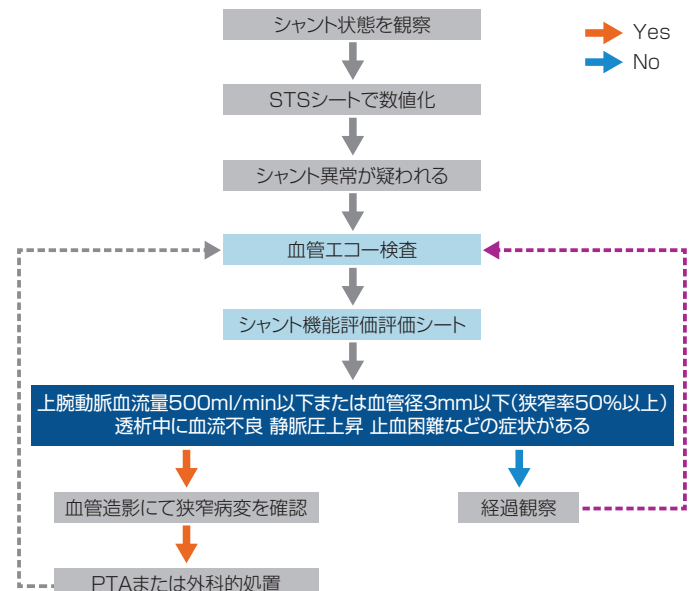 シャント状態を観察
Yes
No
STSシートで数値化
シャント異常が疑われる
血管エコー検査
シャント機能評価評価シート
上腕動脈血流量500ml/min以下または血管径3mm以下(狭窄率50%以上)
透析中に血流不良 静脈圧上昇 止血困難などの症状がある
血管造影にて狭窄病変を確認
経過観察
PTAまたは外科的処置